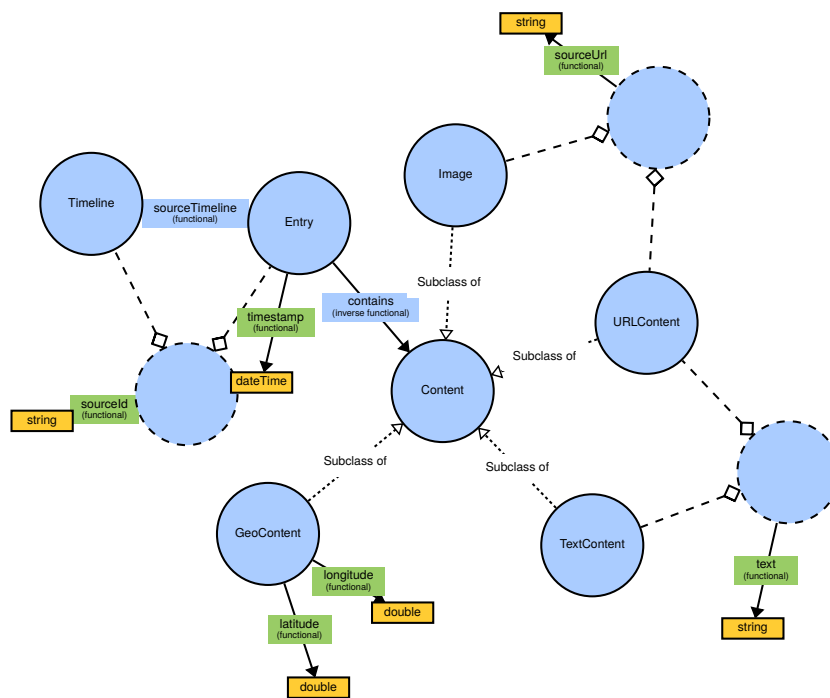 string
sourceUrl
(functional)
Image
Timeline
sourceTimeline
(functional)
Entry
Subclass of
contains
(inverse functional)
timestamp
(functional)
URLContent
Subclass of
dateTime
Content
sourceId
(functional)
string
Subclass of
Subclass of
GeoContent
TextContent
longitude
(functional)
text
(functional)
double
latitude
(functional)
string
double